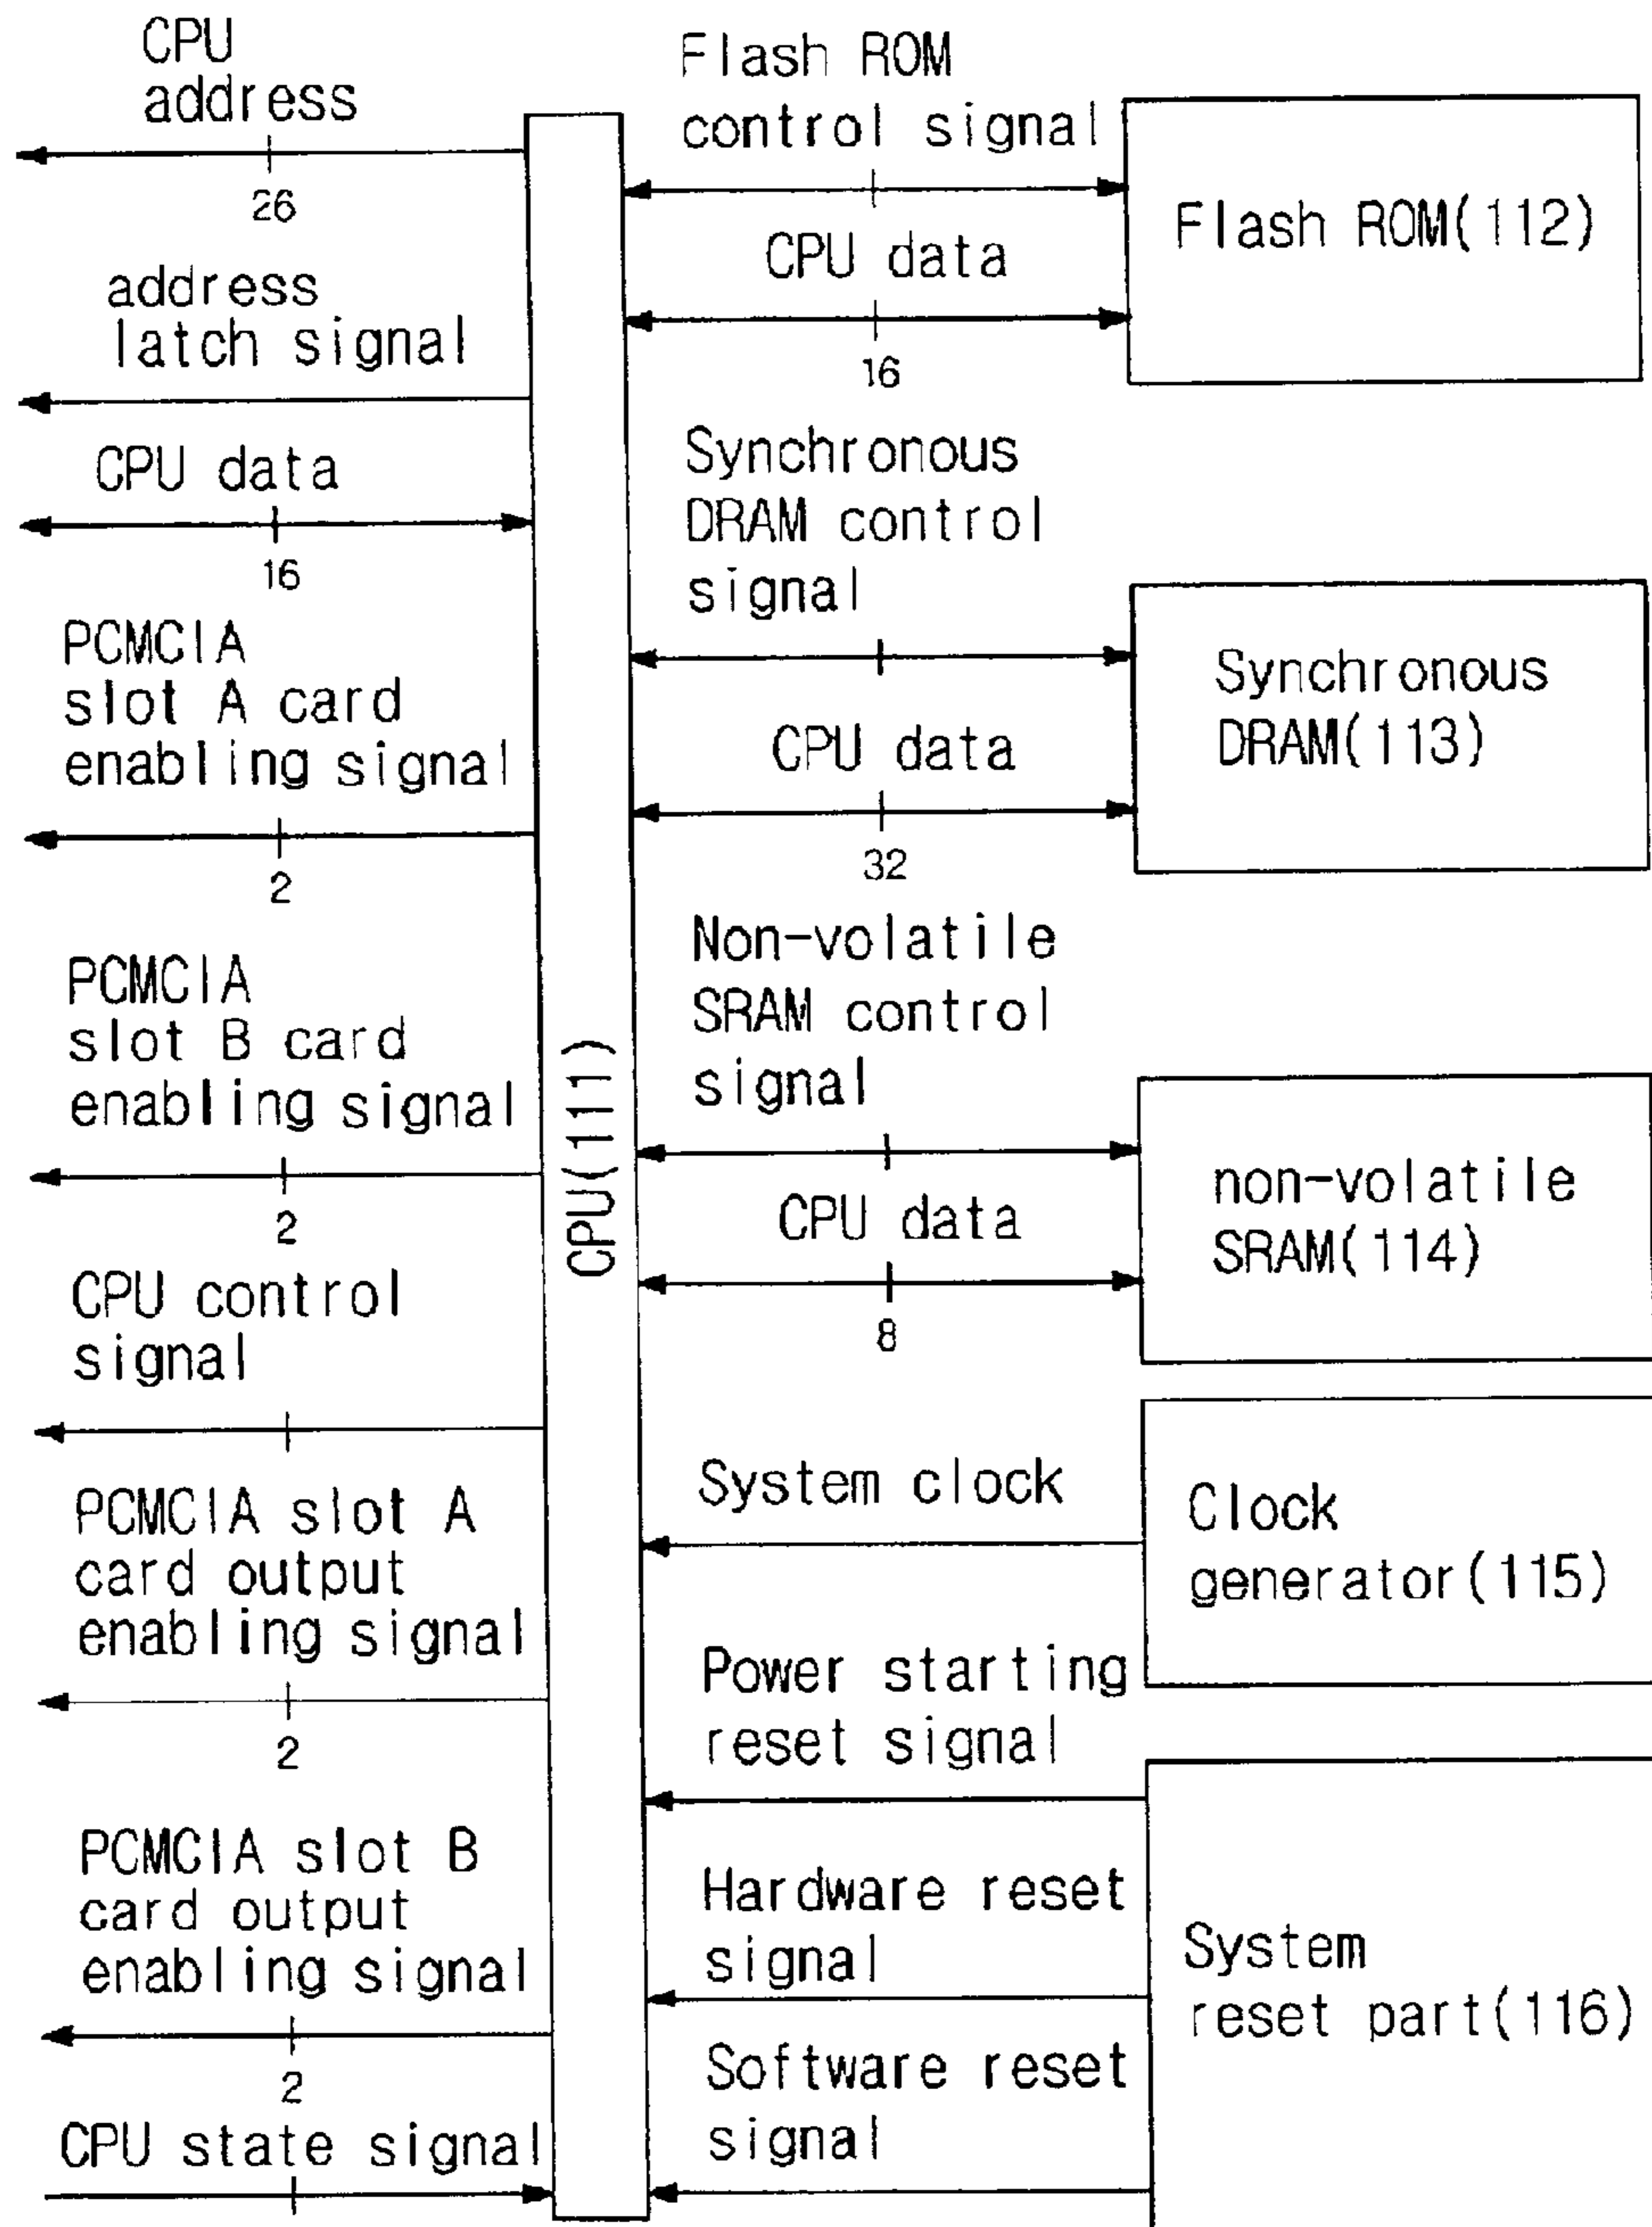 CPU
address
26
address
latch signal
CPU data
16
PCMCIA
slot A card
enabling signal
2
PCMCIA
slot B card
enabling signal
2
CPU control
signal
PCMCIA slot A
card output
enabling signal
2
PCMCIA slot B
card output
enabling signal
2
CPU state signal
CPU(111)
Flash ROM
control signal
CPU data
16
Synchronous
DRAM control
signal
CPU data
32
Non-volatile
SRAM control
signal
CPU data
8
System clock
Power starting
reset signal
Hardware reset
signal
Software reset
signal
Flash ROM(112)
Synchronous
DRAM(113)
non-volatile
SRAM(114)
Clock
generator(115)
System
reset part(116)